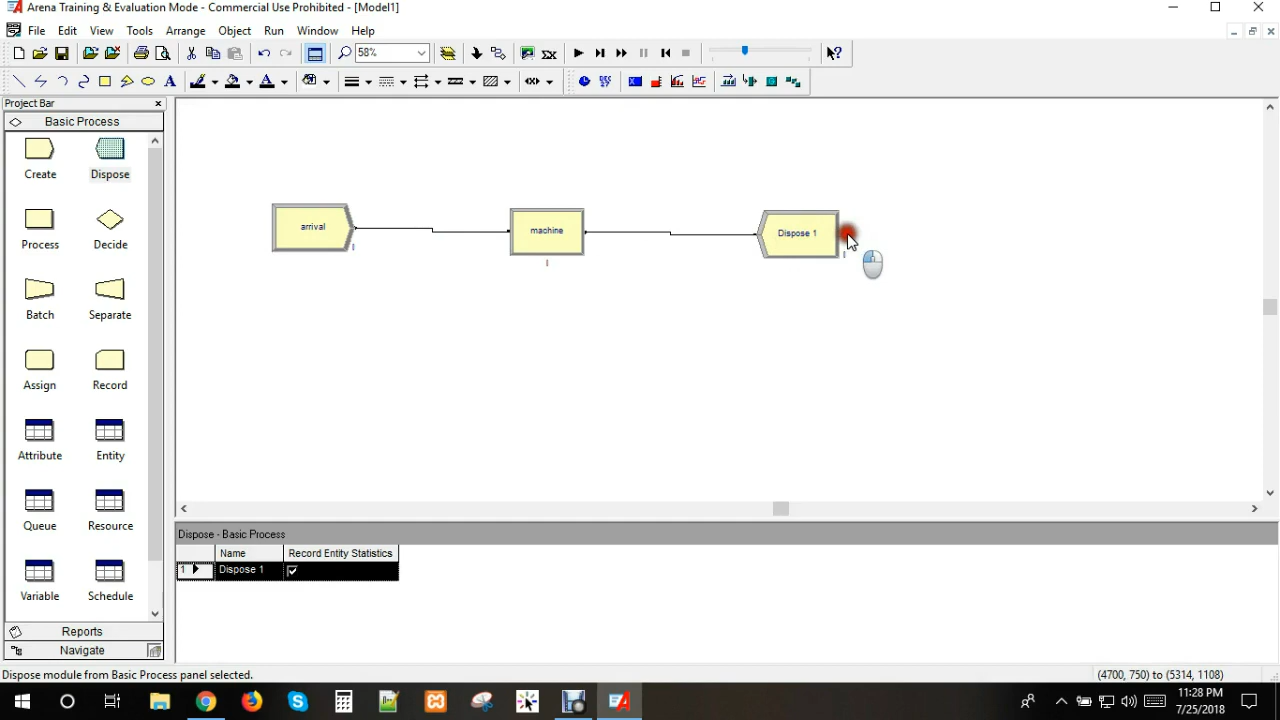 Arena Training & Evaluation Mode - Commercial Use Prohibited - [Model1]
File Edit View Tools Arrange Object Run Window Help
58%
Project Bar
Basic Process
Create Dispose
Process Decide
Batch Separate
Assign Record
Attribute Entity
Queue Resource
Variable Schedule
Reports
Navigate
arrival
machine
Dispose 1
Dispose - Basic Process
Name Record Entity Statistics
1 Dispose 1
Dispose module from Basic Process panel selected.
(4700, 750) to (5314, 1108)
11:28 PM
7/25/2018